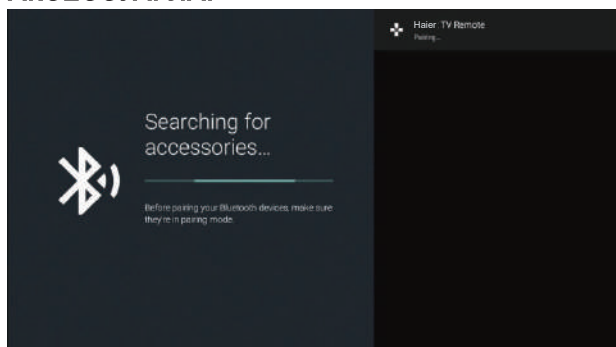 Haier TV Remote
Pairing...
Searching for
accessories...
Before pairing your Bluetooth devices, make sure
they're in pairing mode.